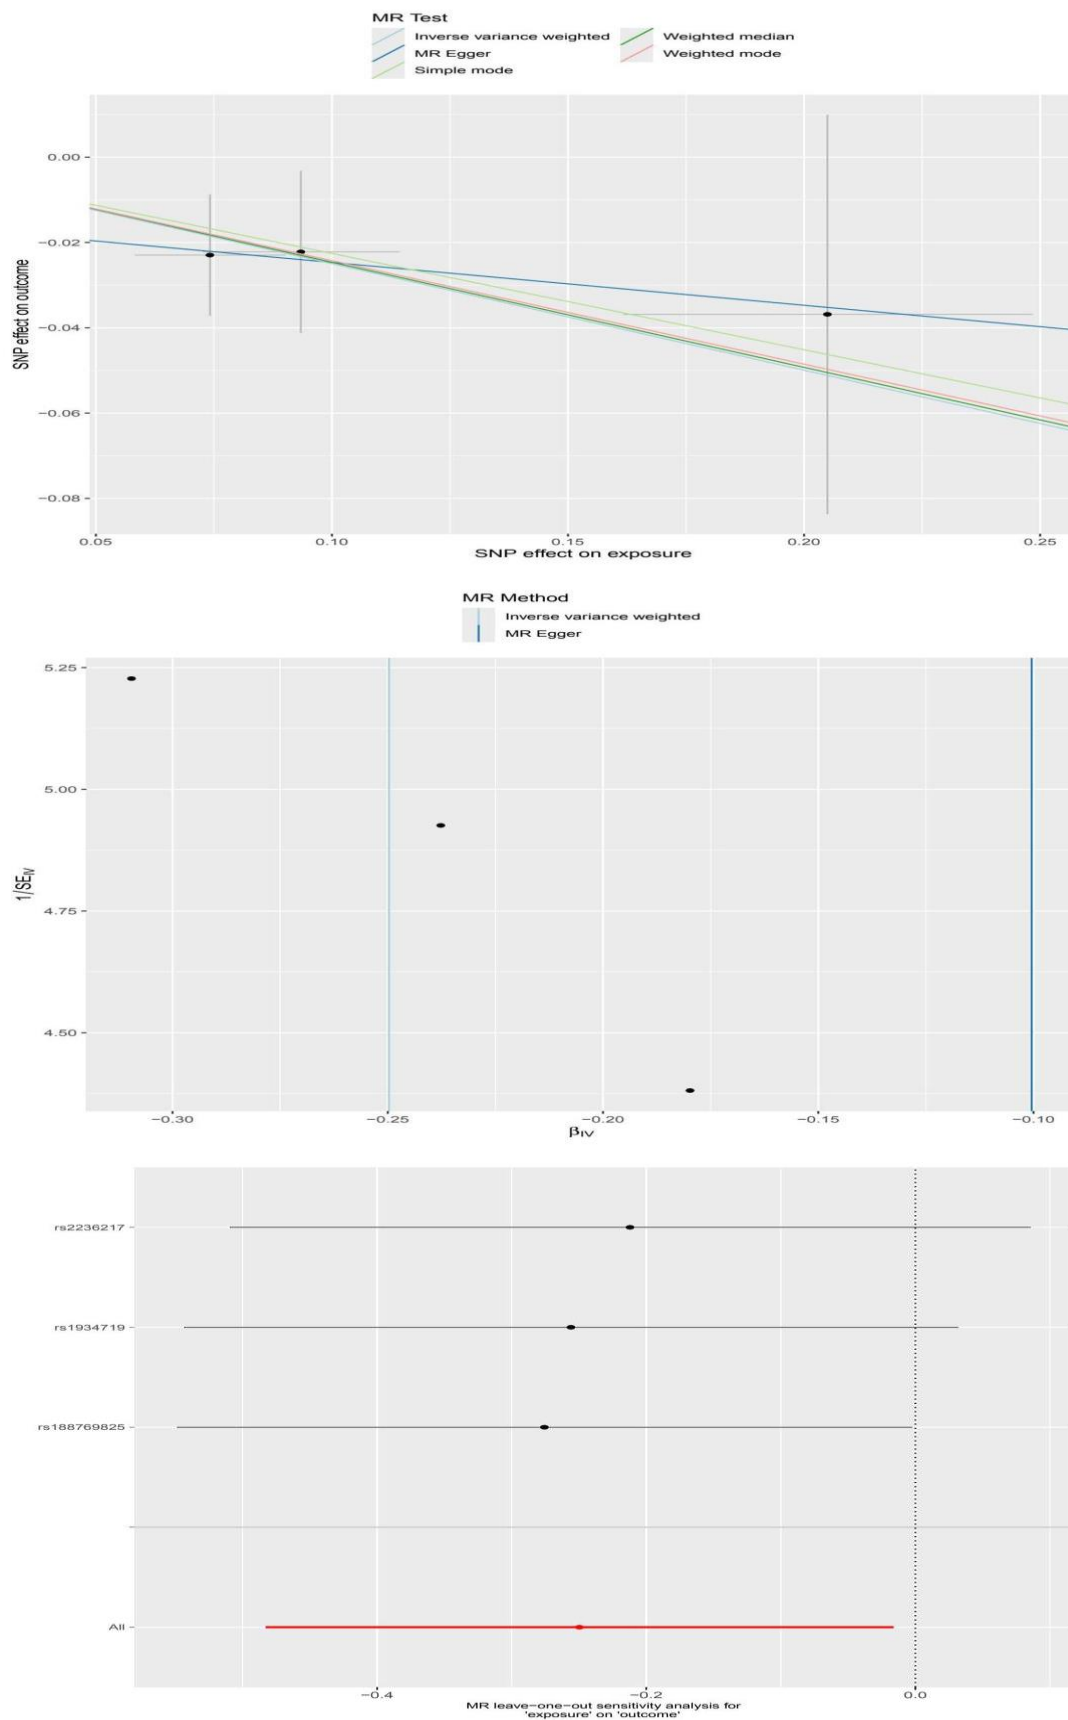 MR Test
Inverse variance weighted
Weighted median
MR Egger
Weighted mode
Simple mode
0.00
−0.02
−0.04
−0.06
−0.08
SNP effect on outcome
0.05
0.10
0.15
0.20
0.25
SNP effect on exposure
MR Method
Inverse variance weighted
MR Egger
5.25
5.00
4.75
4.50
1/SE_IV
−0.30
−0.25
−0.20
−0.15
−0.10
β_IV
rs2236217
rs1934719
rs188769825
All
−0.4
−0.2
0.0
MR leave−one−out sensitivity analysis for
'exposure' on 'outcome'